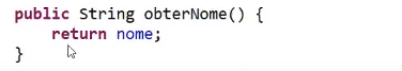 public String obterNome() {
    return nome;
}